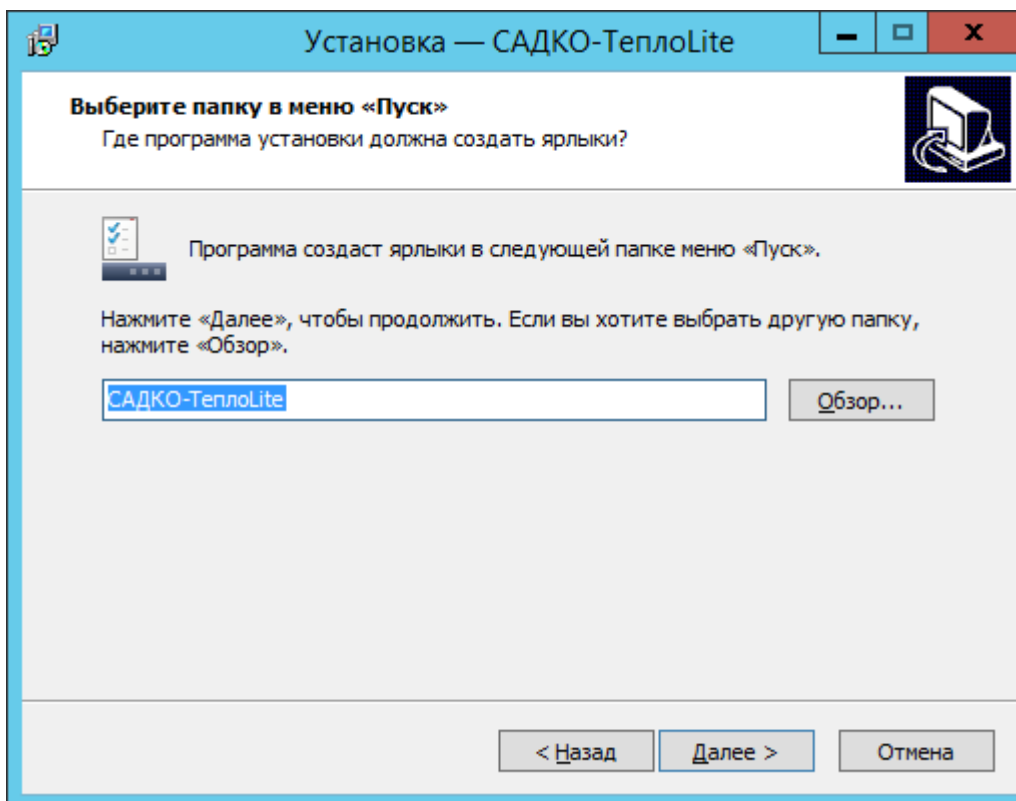 Установка — САДКО-ТеплоLite
Выберите папку в меню «Пуск»
Где программа установки должна создать ярлыки?
Программа создаст ярлыки в следующей папке меню «Пуск».
Нажмите «Далее», чтобы продолжить. Если вы хотите выбрать другую папку,
нажмите «Обзор».
САДКО-ТеплоLite
Обзор...
< Назад
Далее >
Отмена